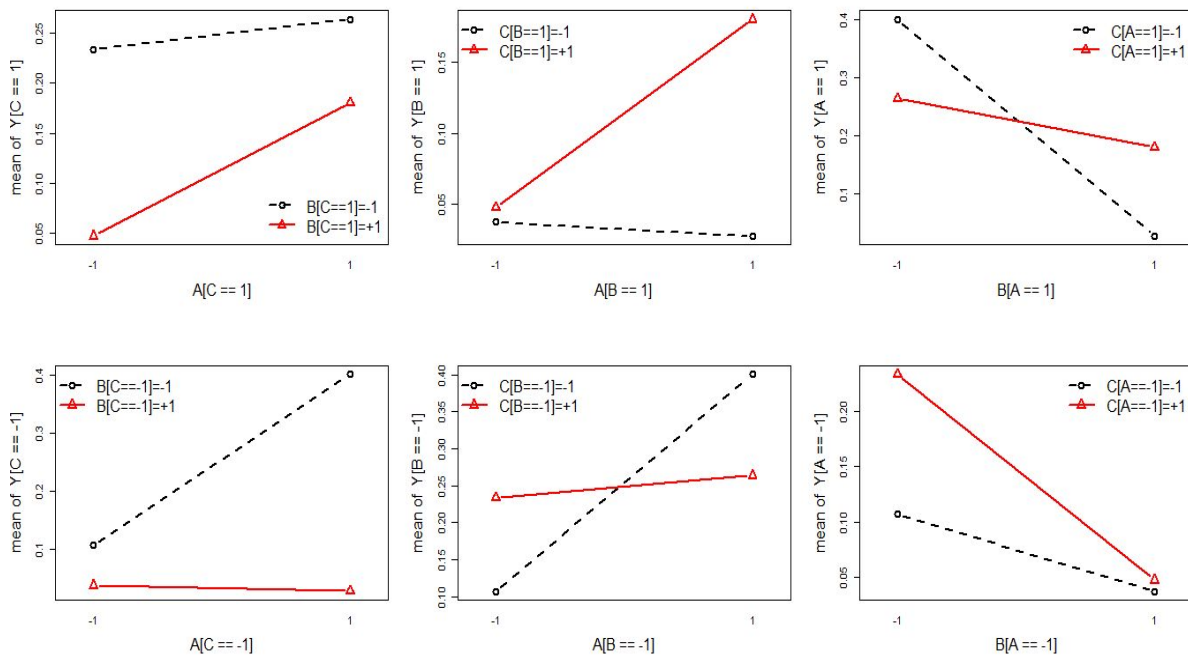 mean of Y[C == 1]
0.05
0.10
0.15
0.20
0.25
B[C==1]=-1
B[C==1]=+1
-1
1
A[C == 1]
mean of Y[B == 1]
0.05
0.10
0.15
C[B==1]=-1
C[B==1]=+1
-1
1
A[B == 1]
mean of Y[A == 1]
0.1
0.2
0.3
0.4
C[A==1]=-1
C[A==1]=+1
-1
1
B[A == 1]
mean of Y[C == -1]
0.1
0.2
0.3
0.4
B[C==-1]=-1
B[C==-1]=+1
-1
1
A[C == -1]
mean of Y[B == -1]
0.10
0.15
0.20
0.25
0.30
0.35
0.40
C[B==-1]=-1
C[B==-1]=+1
-1
1
A[B == -1]
mean of Y[A == -1]
0.05
0.10
0.15
0.20
C[A==-1]=-1
C[A==-1]=+1
-1
1
B[A == -1]